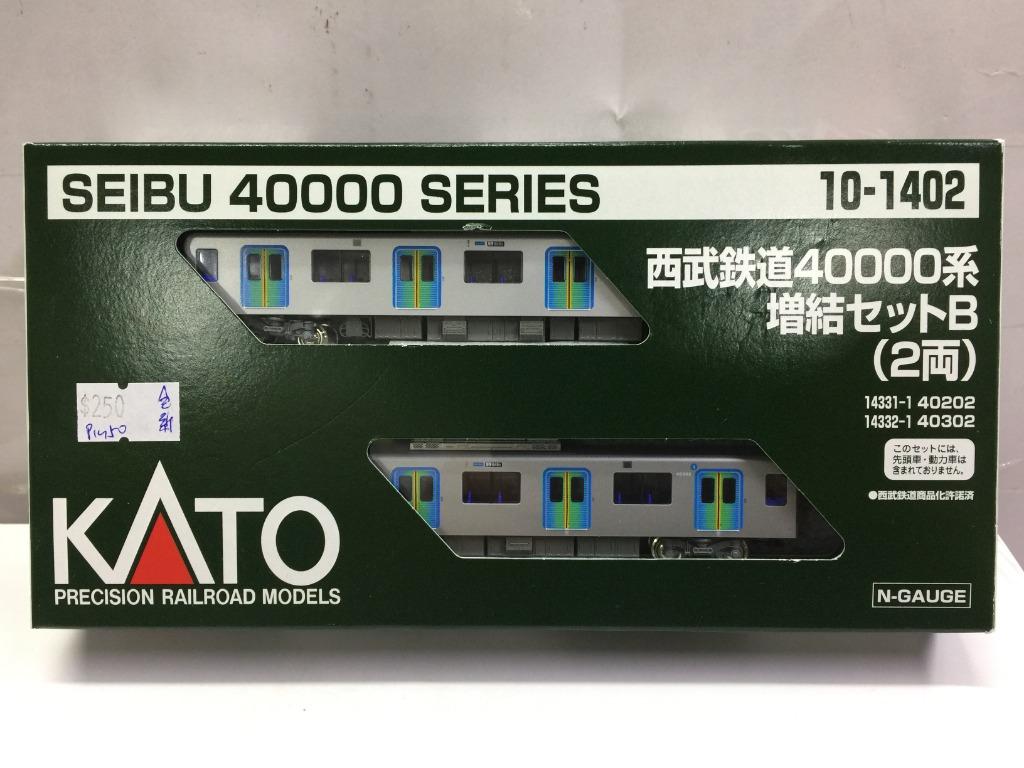 SEIBU 40000 SERIES
10-1402
西武鉄道40000系
増結セットB
(2両)
14331-1 40202
14332-1 40302
このセットには、
先頭車・動力車は
含まれておりません。
●西武鉄道商品化許諾済
$250
全新
KATO
PRECISION RAILROAD MODELS
N-GAUGE